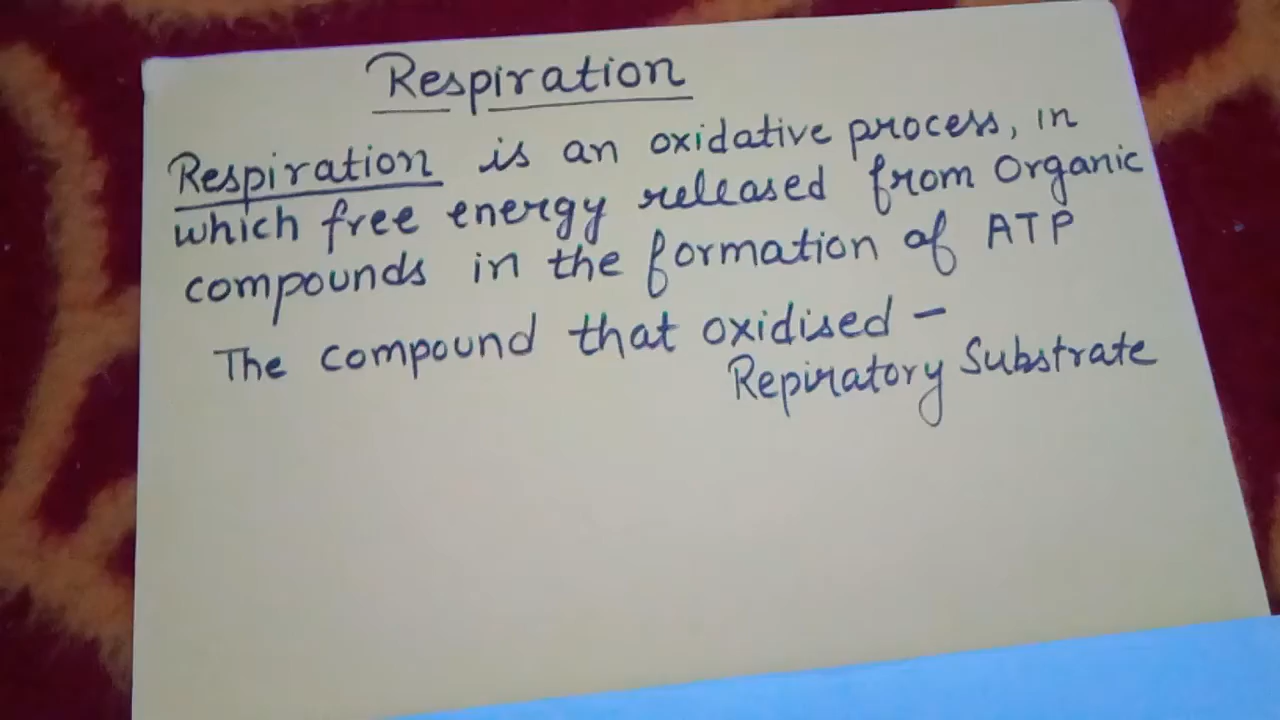 Respiration
Respiration is an oxidative process, in
which free energy released from Organic
compounds in the formation of ATP
The compound that oxidised -
Repiratory Substrate